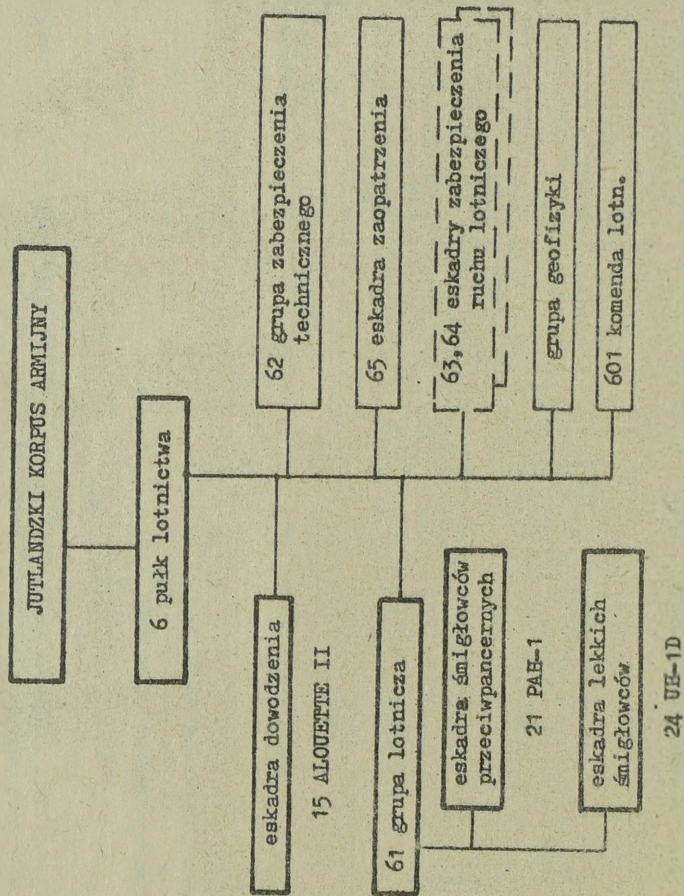 JUTLANDZKI KORPUS ARMIJNY
6 pułk lotnictwa
eskadra dowodzenia
15 ALOUETTE II
61 grupa lotnicza
eskadra śmigłowców
przeciwpancernych
21 PAH-1
eskadra lekkich
śmigłowców
24 UH-1D
62 grupa zabezpieczenia
technicznego
65 eskadra zaopatrzenia
63,64 eskadry zabezpieczenia
ruchu lotniczego
grupa geofizyki
601 komenda lotn.